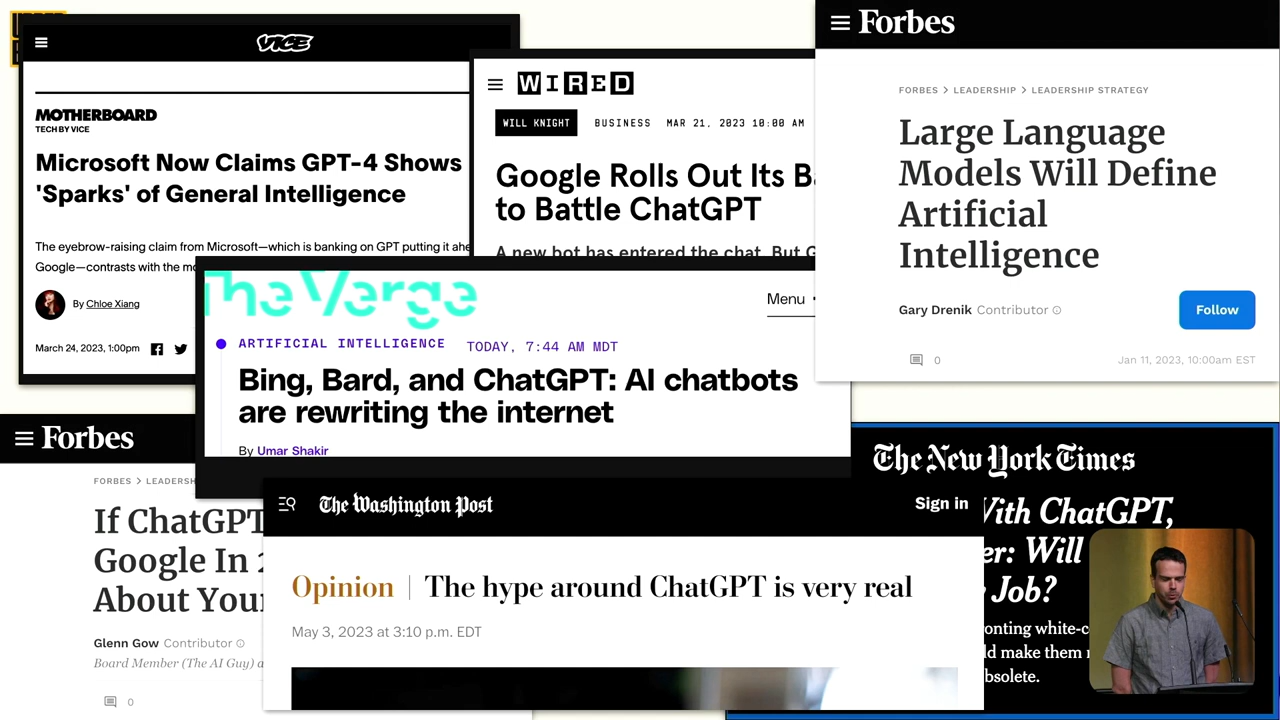 VICE
MOTHERBOARD
TECH BY VICE
Microsoft Now Claims GPT-4 Shows
'Sparks' of General Intelligence
The eyebrow-raising claim from Microsoft—which is banking on GPT putting it
Google—contrasts with the
By Chloe Xiang
March 24, 2023, 1:00pm
WIRED
WILL KNIGHT BUSINESS MAR 21, 2023 10:00 AM
Google Rolls Out Its
to Battle ChatGPT
A new bot has entered the chat. But
Forbes
FORBES > LEADERSHIP > LEADERSHIP STRATEGY
Large Language
Models Will Define
Artificial
Intelligence
Gary Drenik Contributor
Follow
0
Jan 11, 2023, 10:00am EST
The Verge
Menu
ARTIFICIAL INTELLIGENCE TODAY, 7:44 AM MDT
Bing, Bard, and ChatGPT: AI chatbots
are rewriting the internet
By Umar Shakir
Forbes
FORBES >
If ChatGPT
Google In
About
Glenn Gow Contributor
Board Member (The AI Guy)
0
The Washington Post
Sign in
Opinion | The hype around ChatGPT is very real
May 3, 2023 at 3:10 p.m. EDT
The New York Times
With ChatGPT,
Will
Job?
make them